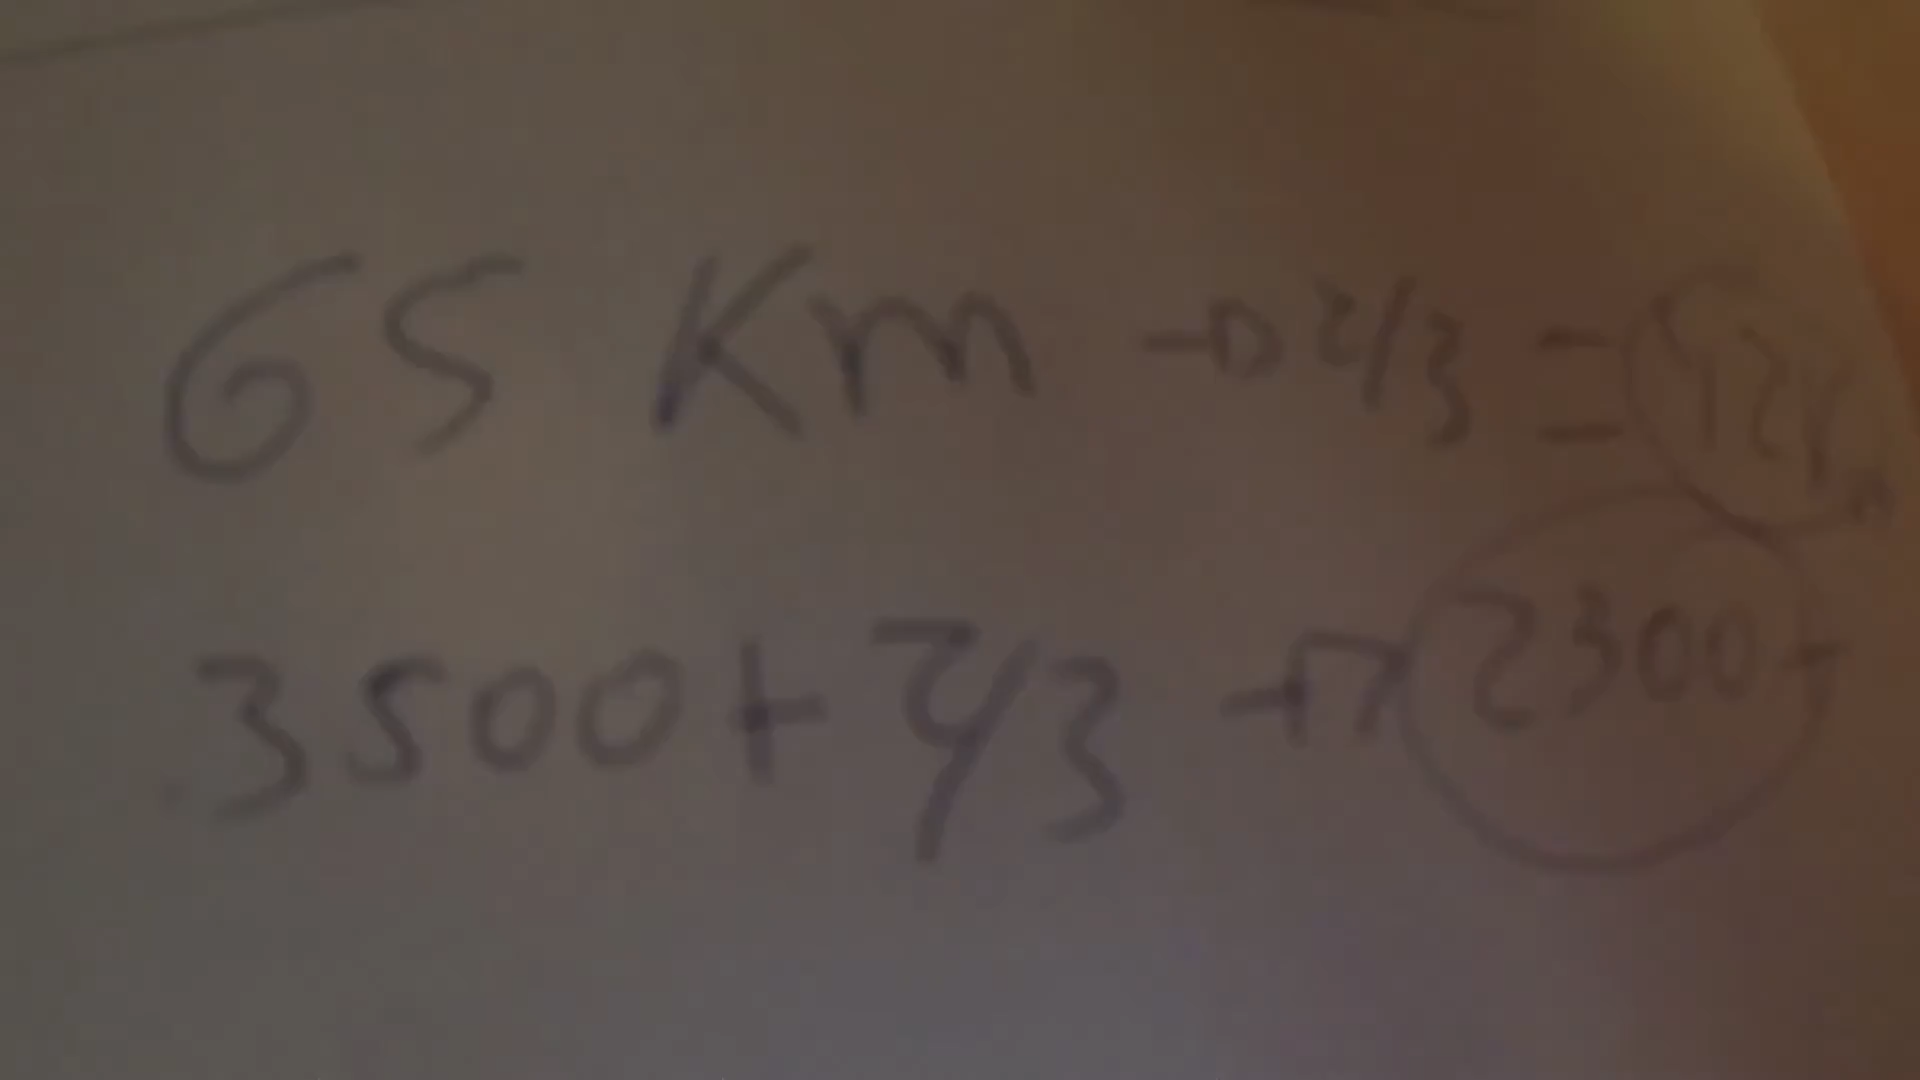 65 Km → 2/3 =
3500+ 2/3 → 2300+